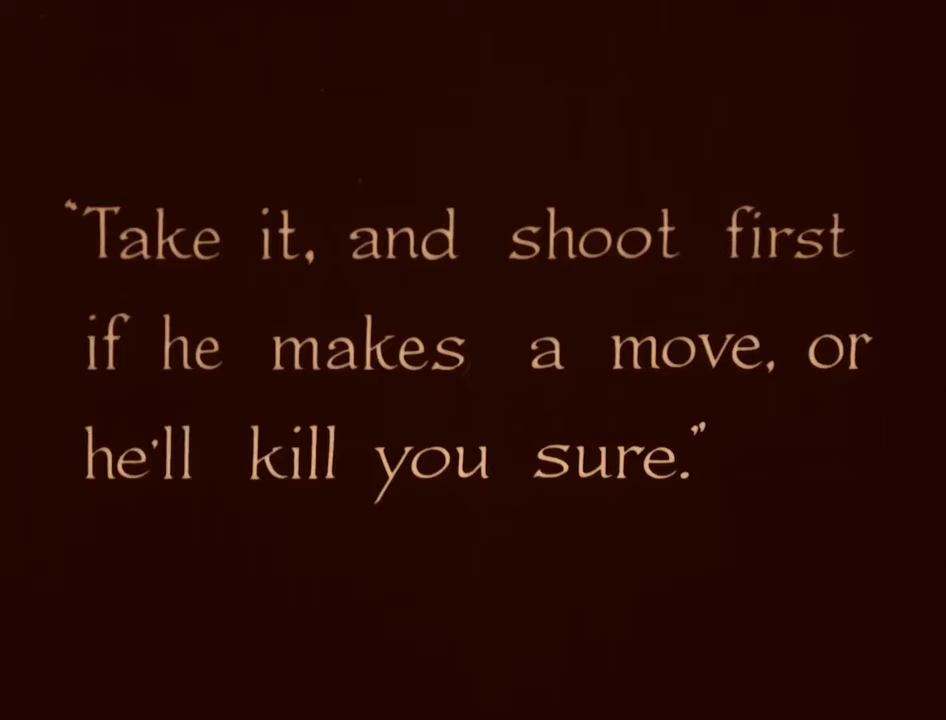 "Take it, and shoot first
if he makes a move, or
he'll kill you sure."